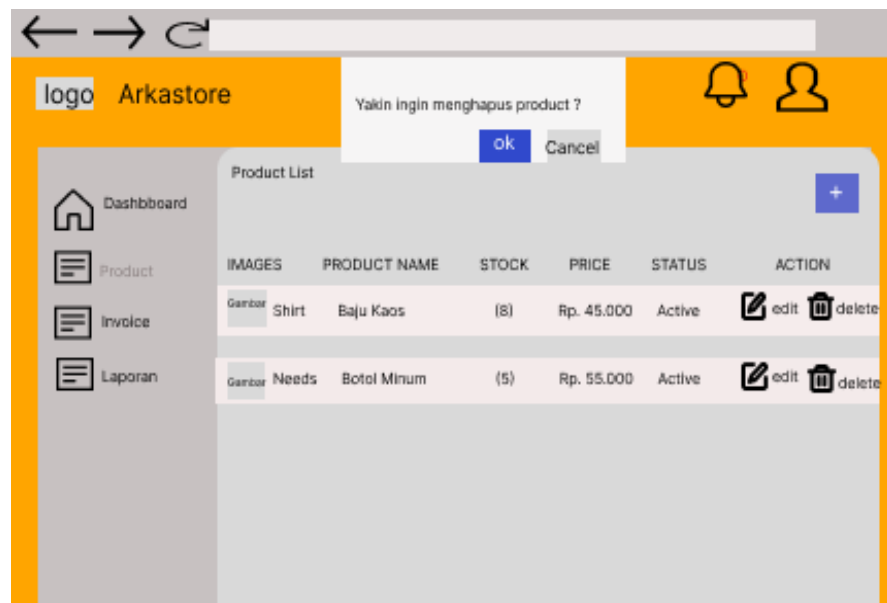 logo Arkastore
Yakin ingin menghapus product ?
ok Cancel
Product List
+
Dashbboard
Product
Invoice
Laporan
IMAGES PRODUCT NAME STOCK PRICE STATUS ACTION
Gambar Shirt Baju Kaos (8) Rp. 45.000 Active edit delete
Gambar Needs Botol Minum (5) Rp. 55.000 Active edit delete